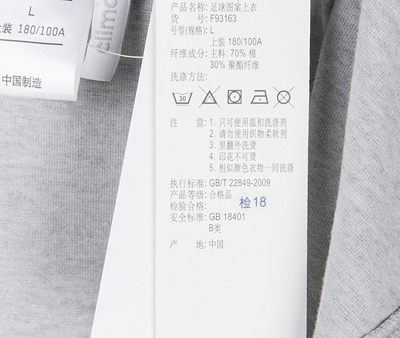 L
上装 180/100A
中国制造
clima
产品名称: 足球图案上衣
货 号: F93163
号型(规格): L
上装 180/100A
纤维成分: 主料: 70% 棉
30% 聚酯纤维
洗涤方法:
30
注 意: 1. 只可使用温和洗涤剂
2. 请勿使用织物柔软剂
3. 里翻外洗烫
4. 印花不可烫
5. 相似颜色衣物一同洗涤
执行标准: GB/T 22849-2009
产品等级: 合格品
检验合格: 检18
安全标准: GB 18401
B类
产 地: 中国